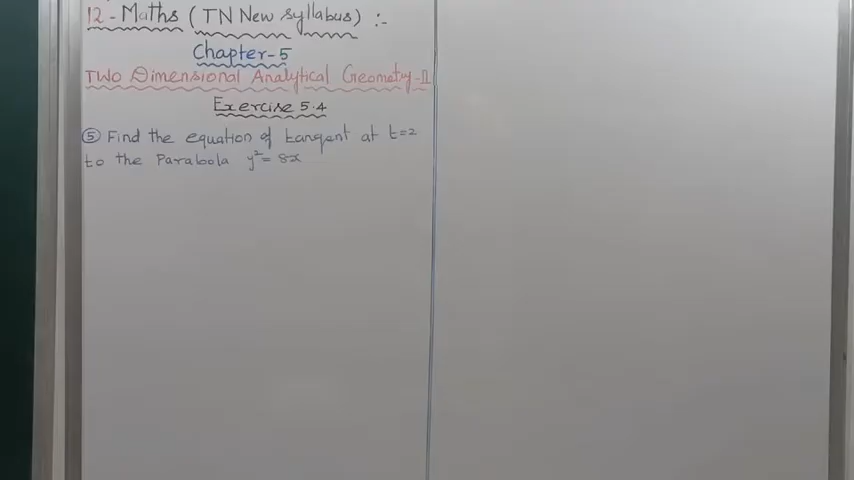 12 - Maths (TN New syllabus) :-
Chapter-5
Two Dimensional Analytical Geometry-II
Exercise 5.4
⑤ Find the equation of tangent at t=2
to the Parabola y²= 8x